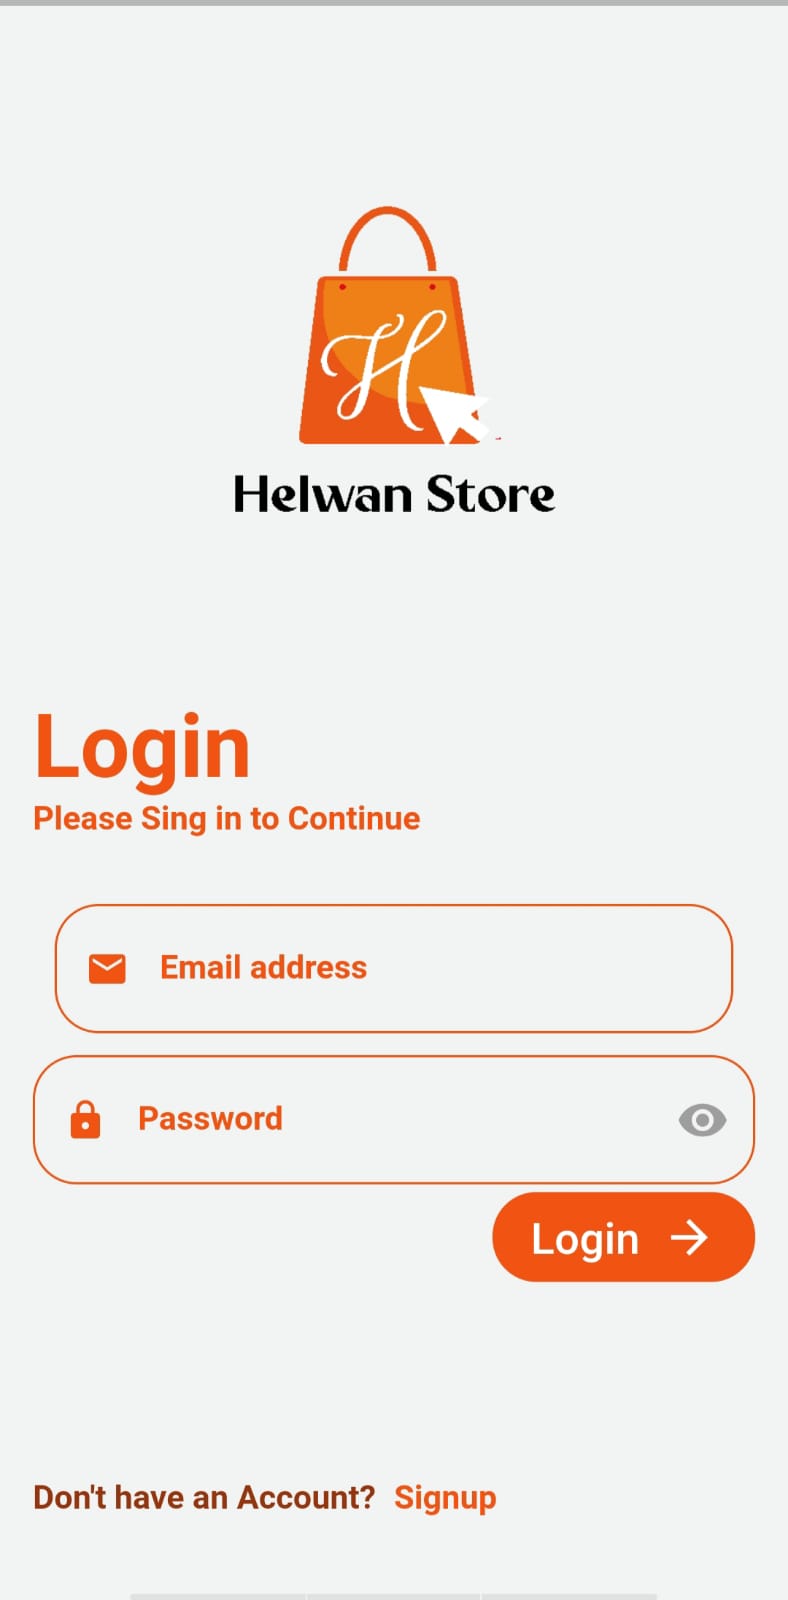 H
Helwan Store
Login
Please Sing in to Continue
Email address
Password
Login
Don't have an Account? Signup